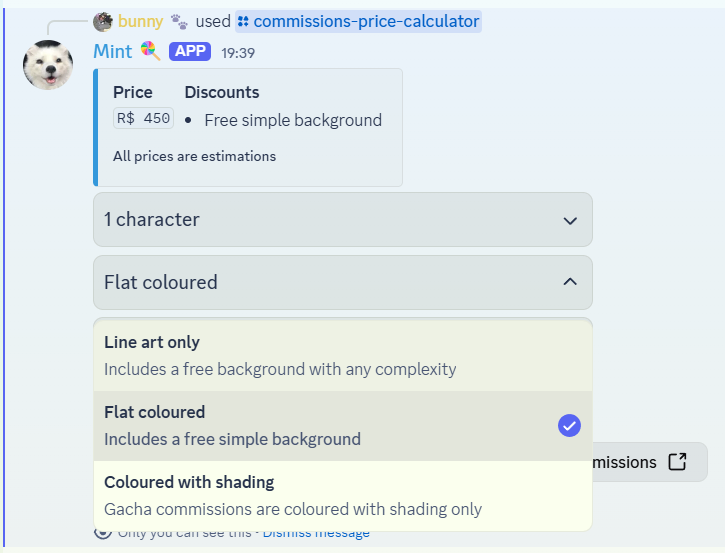 bunny used commissions-price-calculator
Mint APP 19:39
Price Discounts
R$ 450 • Free simple background
All prices are estimations
1 character
Flat coloured
Line art only
Includes a free background with any complexity
Flat coloured
Includes a free simple background
Coloured with shading
Gacha commissions are coloured with shading only
missions
Only you can see this • Dismiss message